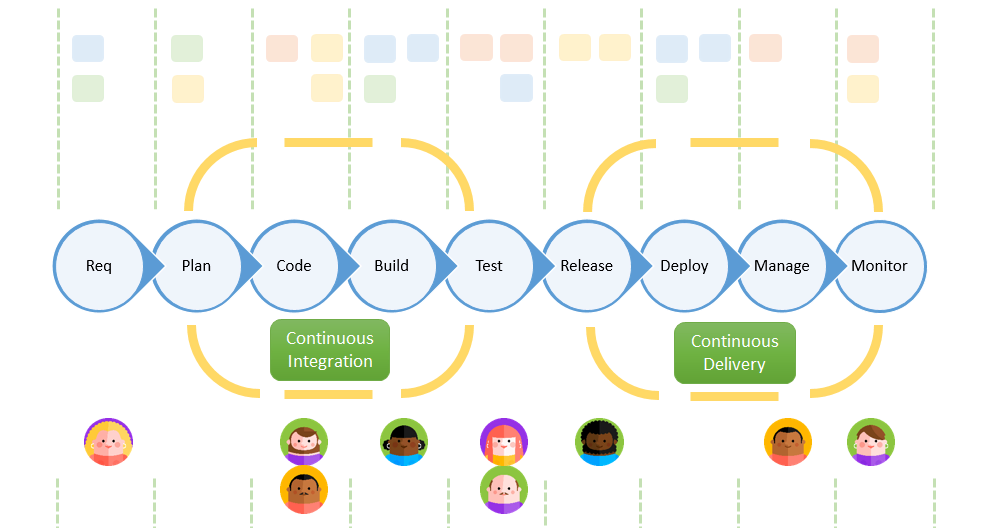 Req
Plan
Code
Build
Test
Release
Deploy
Manage
Monitor
Continuous
Integration
Continuous
Delivery